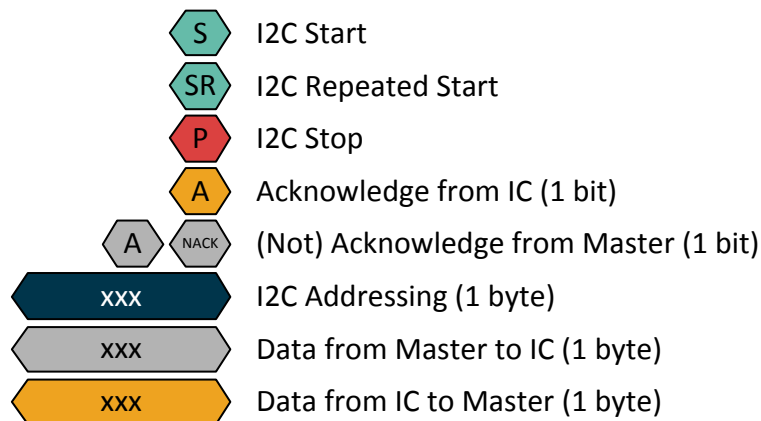 S I2C Start
SR I2C Repeated Start
P I2C Stop
A Acknowledge from IC (1 bit)
A NACK (Not) Acknowledge from Master (1 bit)
xxx I2C Addressing (1 byte)
xxx Data from Master to IC (1 byte)
xxx Data from IC to Master (1 byte)